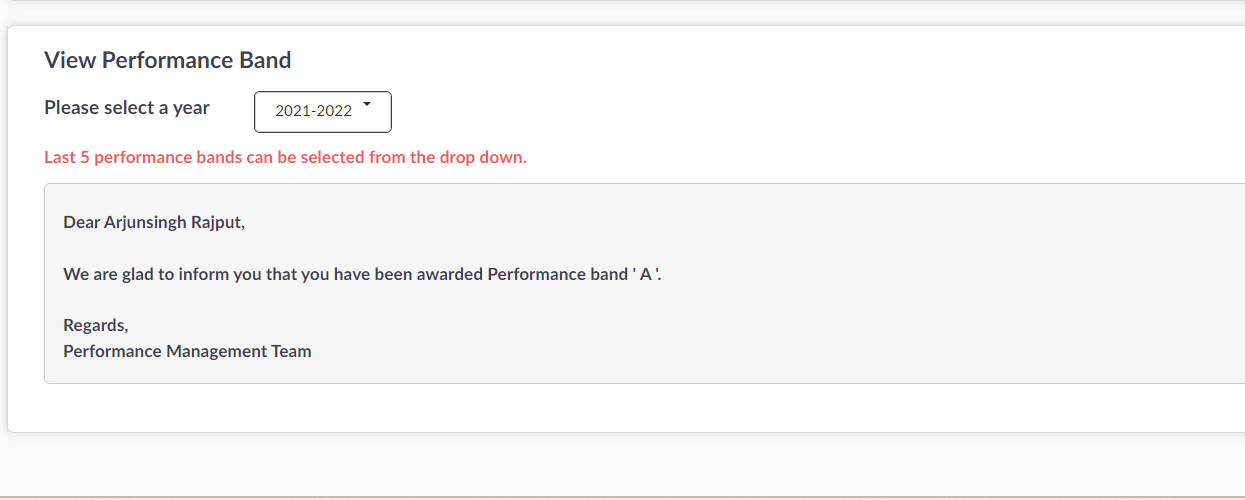 View Performance Band
Please select a year
2021-2022
Last 5 performance bands can be selected from the drop down.
Dear Arjunsingh Rajput,
We are glad to inform you that you have been awarded Performance band ' A '.
Regards,
Performance Management Team